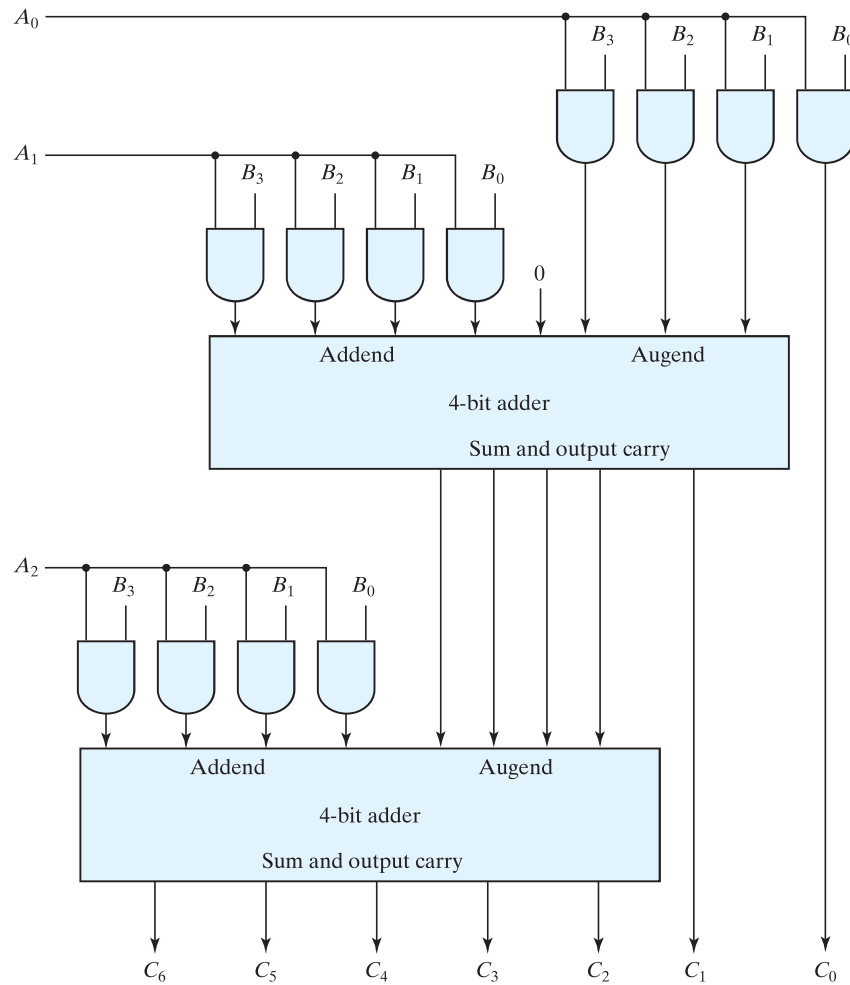 A₀
B₃ B₂ B₁ B₀
A₁
B₃ B₂ B₁ B₀
0
Addend Augend
4-bit adder
Sum and output carry
A₂
B₃ B₂ B₁ B₀
Addend Augend
4-bit adder
Sum and output carry
C₆ C₅ C₄ C₃ C₂ C₁ C₀